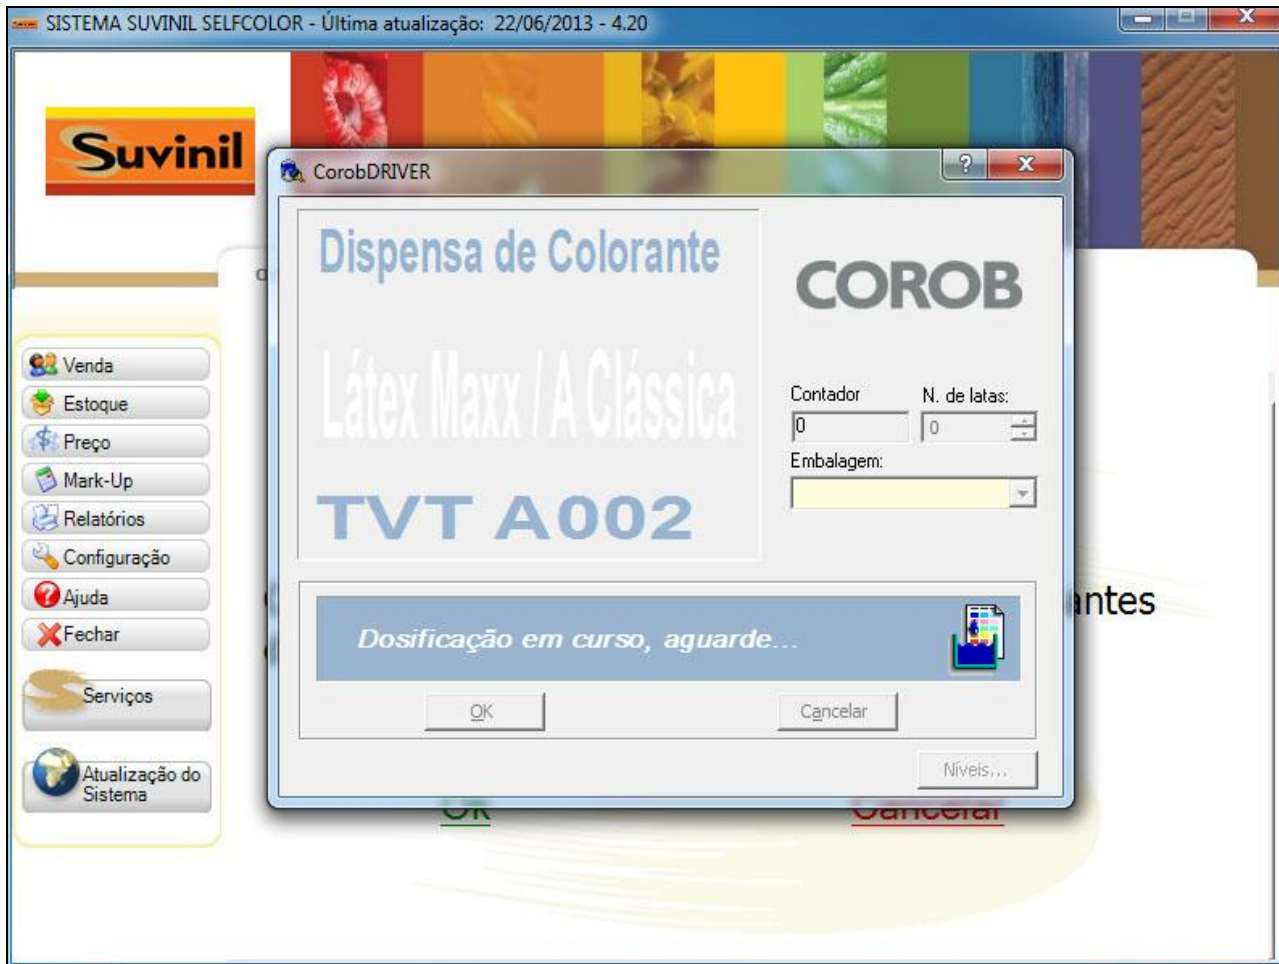 SISTEMA SUVINIL SELFCOLOR - Última atualização: 22/06/2013 - 4.20
Suvinil
CorobDRIVER
Dispensa de Colorante
COROB
Látex Maxx / A Clássica
Contador
N. de latas:
0
0
Embalagem:
TVT A002
Venda
Estoque
Preço
Mark-Up
Relatórios
Configuração
Ajuda
Fechar
Serviços
Atualização do
Sistema
antes
Dosificação em curso, aguarde...
OK
Cancelar
Níveis...
Ok
Cancelar